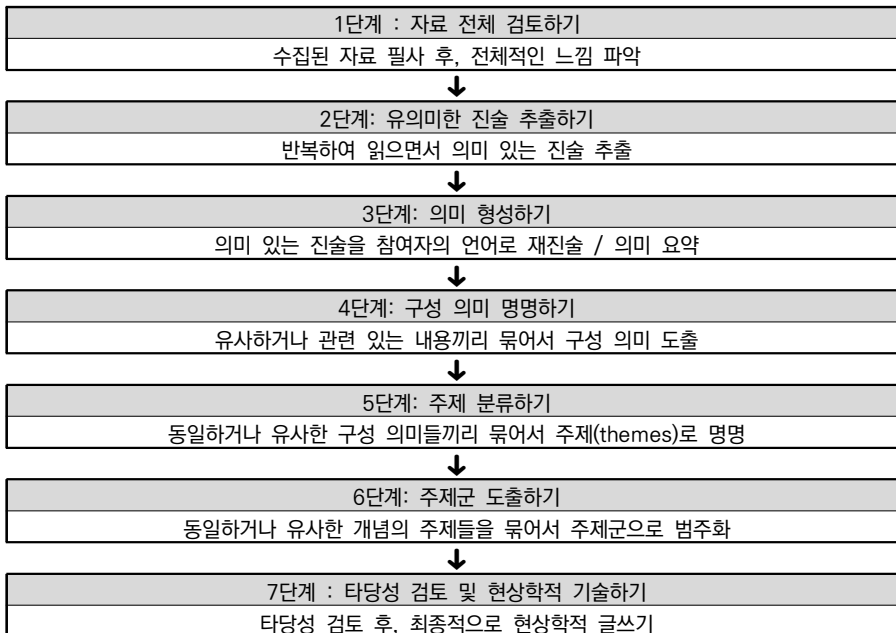 1단계 : 자료 전체 검토하기
수집된 자료 필사 후, 전체적인 느낌 파악
2단계: 유의미한 진술 추출하기
반복하여 읽으면서 의미 있는 진술 추출
3단계: 의미 형성하기
의미 있는 진술을 참여자의 언어로 재진술 / 의미 요약
4단계: 구성 의미 명명하기
유사하거나 관련 있는 내용끼리 묶어서 구성 의미 도출
5단계: 주제 분류하기
동일하거나 유사한 구성 의미들끼리 묶어서 주제(themes)로 명명
6단계: 주제군 도출하기
동일하거나 유사한 개념의 주제들을 묶어서 주제군으로 범주화
7단계 : 타당성 검토 및 현상학적 기술하기
타당성 검토 후, 최종적으로 현상학적 글쓰기